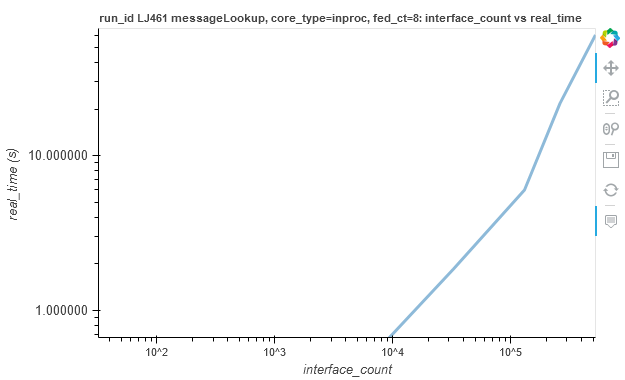 run_id LJ461 messageLookup, core_type=inproc, fed_ct=8: interface_count vs real_time
10.000000
real_time (s)
1.000000
10^2
10^3
10^4
10^5
interface_count